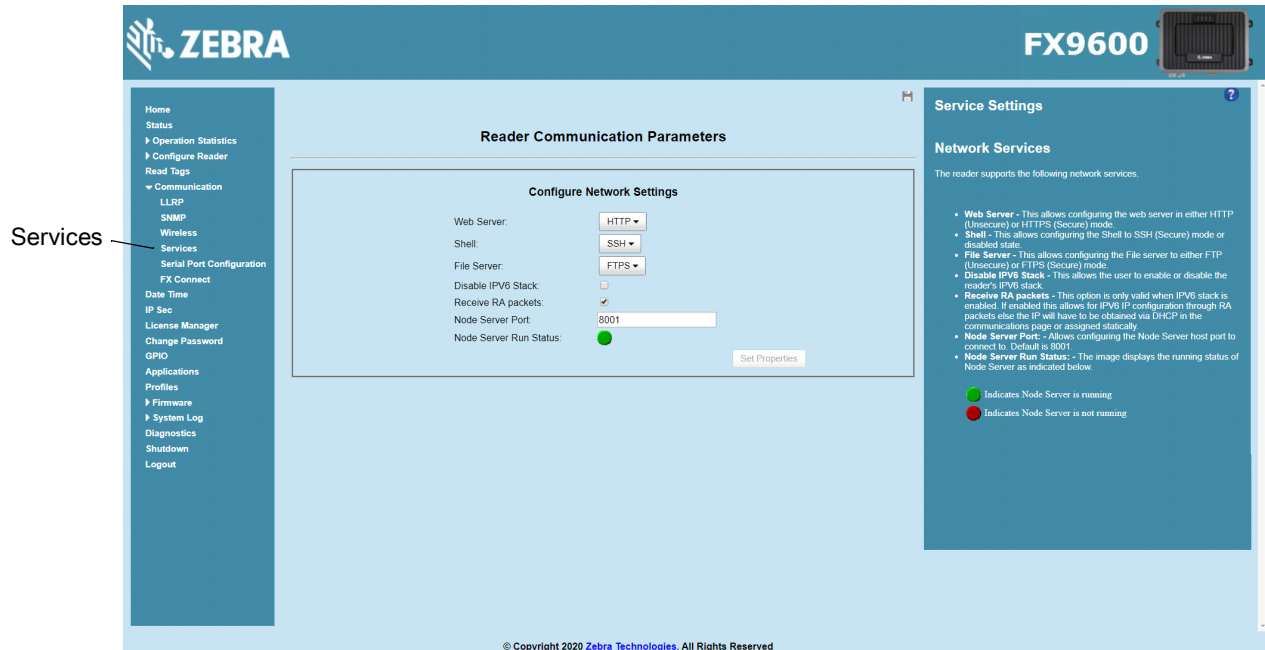 ZEBRA
FX9600
Services
Home
Status
Operation Statistics
Configure Reader
Read Tags
Communication
LLRP
SNMP
Wireless
Services
Serial Port Configuration
FX Connect
Date Time
IP Sec
License Manager
Change Password
GPIO
Applications
Profiles
Firmware
System Log
Diagnostics
Shutdown
Logout
Reader Communication Parameters
Configure Network Settings
Web Server: HTTP
Shell: SSH
File Server: FTPS
Disable IPV6 Stack:
Receive RA packets:
Node Server Port: 8001
Node Server Run Status:
Set Properties
?
Service Settings
Network Services
The reader supports the following network services.
• Web Server - This allows configuring the web server in either HTTP
(Unsecure) or HTTPS (Secure) mode.
• Shell - This allows configuring the Shell to SSH (Secure) mode or
disabled state.
• File Server - This allows configuring the File server to either FTP
(Unsecure) or FTPS (Secure) mode.
• Disable IPV6 Stack - This allows the user to enable or disable the
reader's IPV6 stack.
• Receive RA packets - This option is only valid when IPV6 stack is
enabled. If enabled this allows for IPV6 IP configuration through RA
packets else the IP will have to be obtained via DHCP in the
communications page or assigned statically.
• Node Server Port: - Allows configuring the Node Server host port to
connect to. Default is 8001.
• Node Server Run Status: - The image displays the running status of
Node Server as indicated below.
Indicates Node Server is running
Indicates Node Server is not running
© Copyright 2020 Zebra Technologies. All Rights Reserved